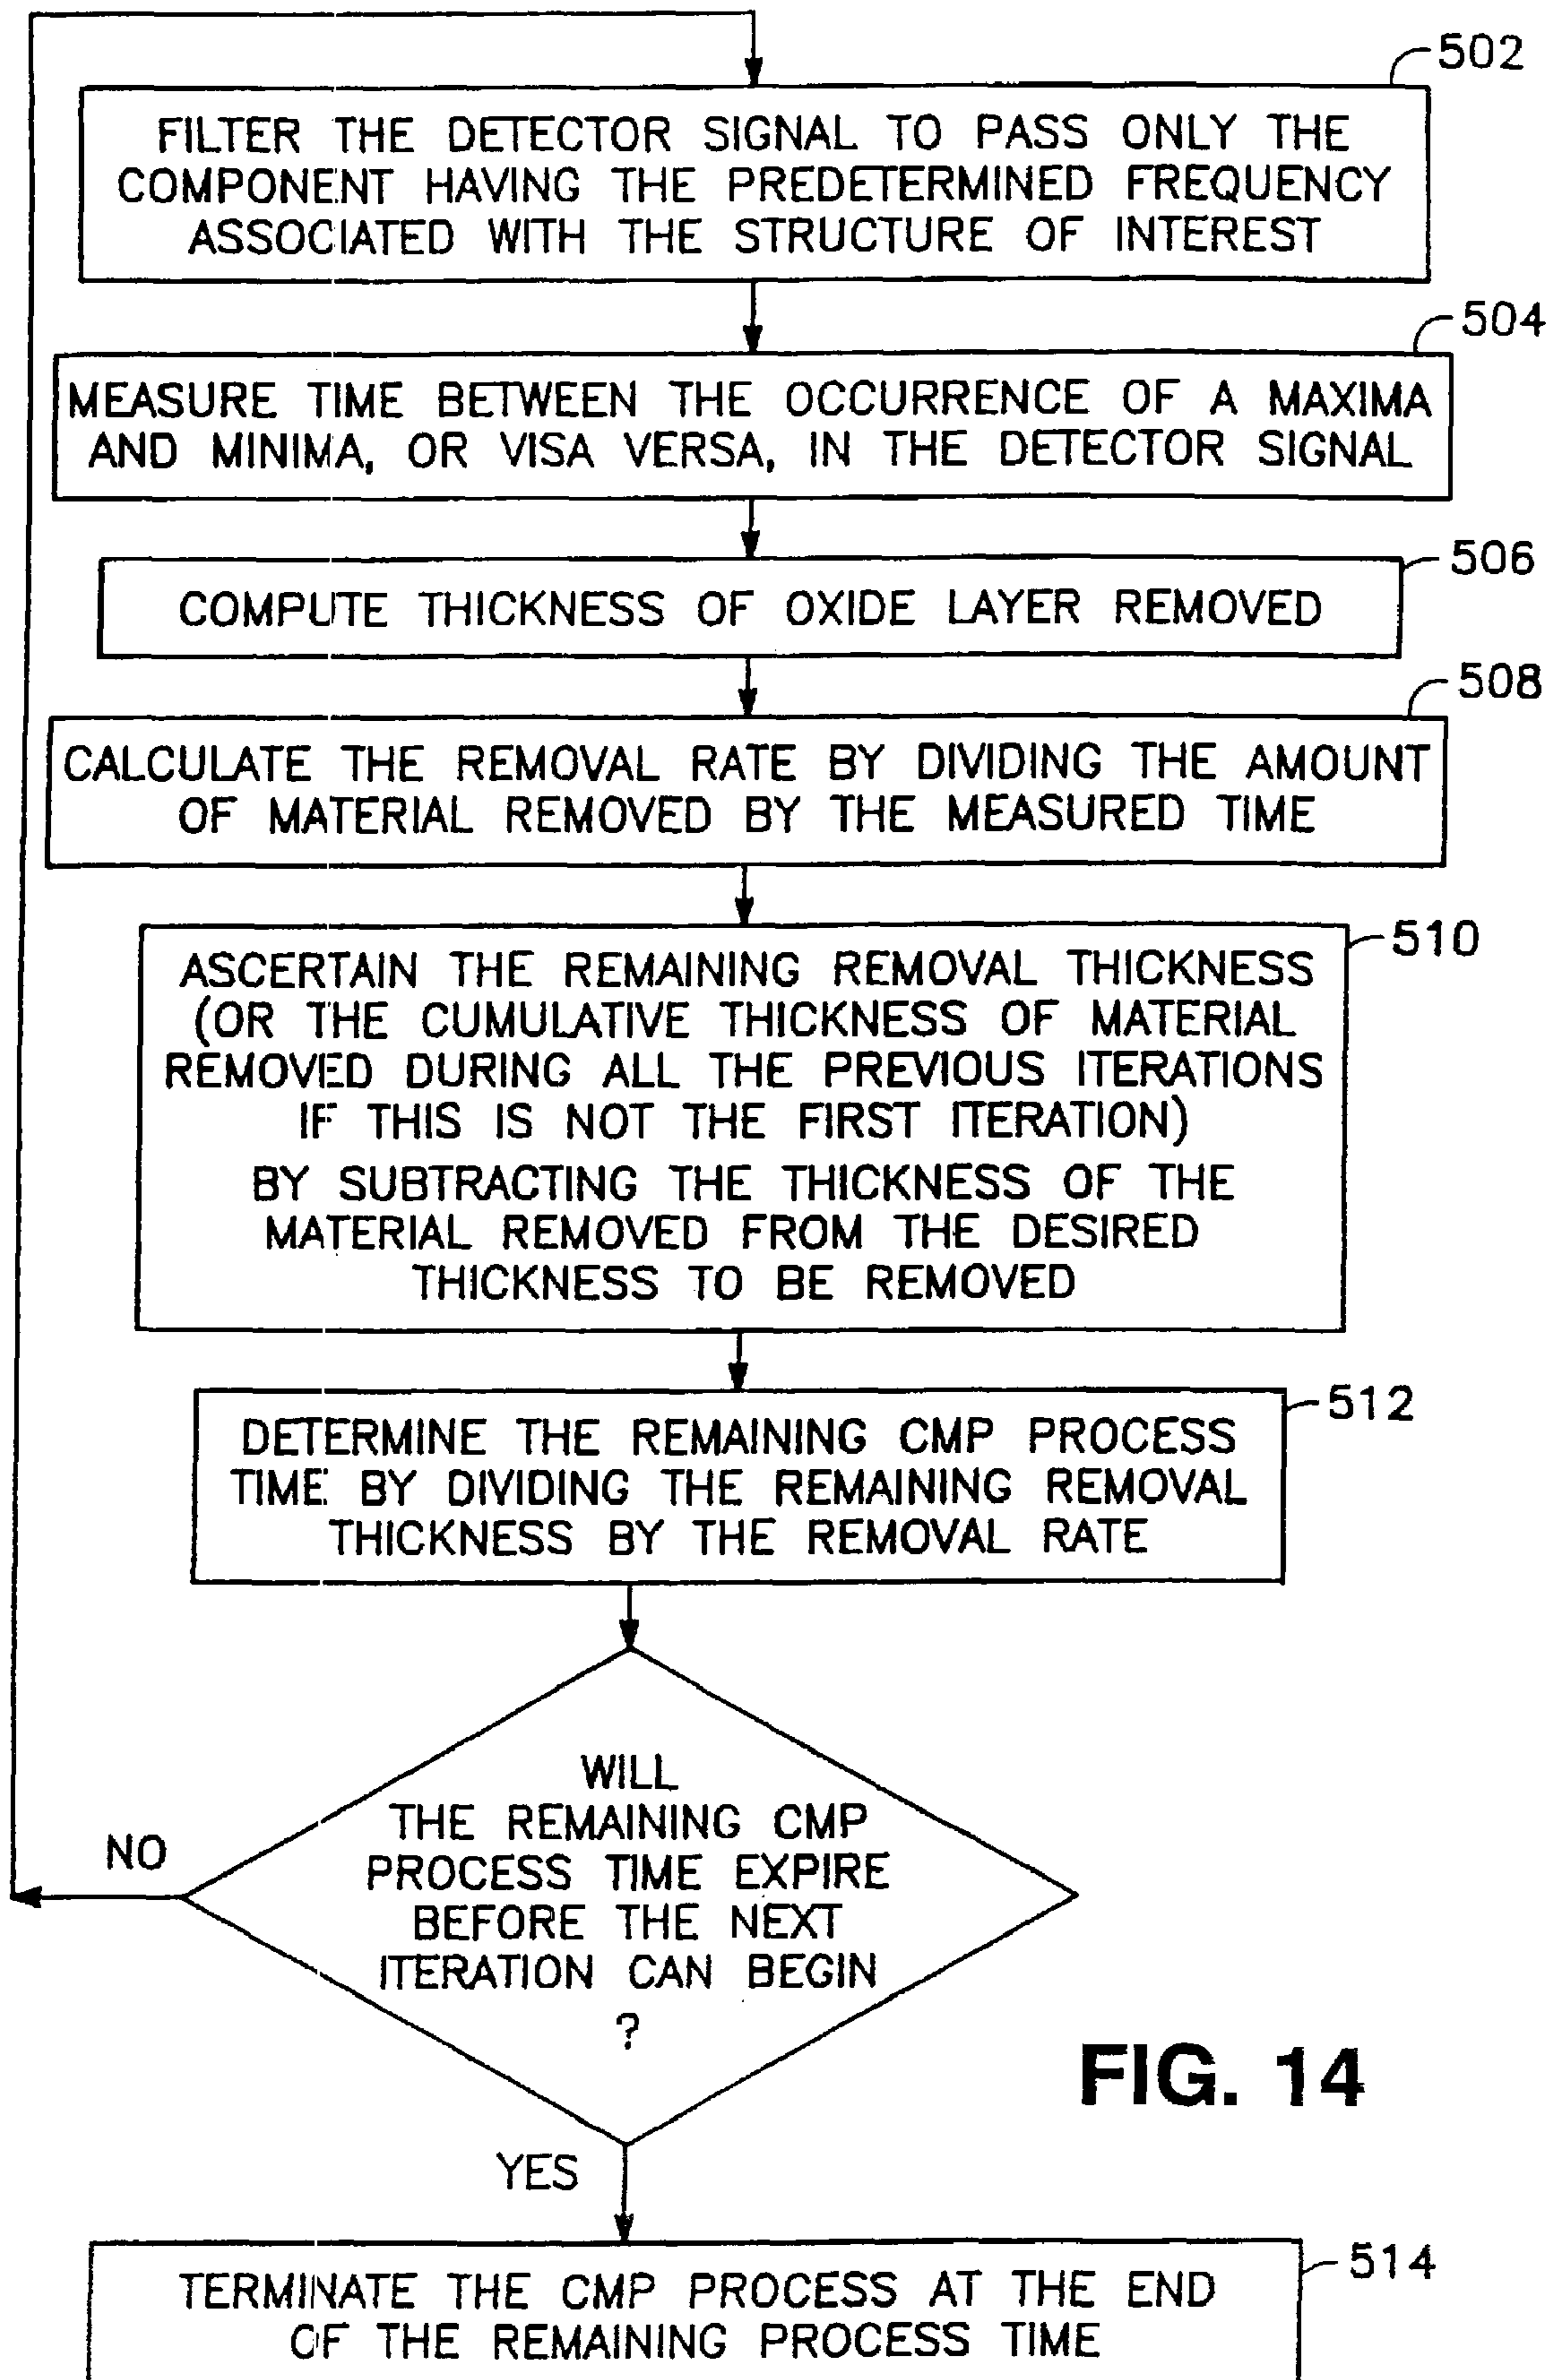 502
FILTER THE DETECTOR SIGNAL TO PASS ONLY THE
COMPONENT HAVING THE PREDETERMINED FREQUENCY
ASSOCIATED WITH THE STRUCTURE OF INTEREST
504
MEASURE TIME BETWEEN THE OCCURRENCE OF A MAXIMA
AND MINIMA, OR VISA VERSA, IN THE DETECTOR SIGNAL
506
COMPUTE THICKNESS OF OXIDE LAYER REMOVED
508
CALCULATE THE REMOVAL RATE BY DIVIDING THE AMOUNT
OF MATERIAL REMOVED BY THE MEASURED TIME
510
ASCERTAIN THE REMAINING REMOVAL THICKNESS
(OR THE CUMULATIVE THICKNESS OF MATERIAL
REMOVED DURING ALL THE PREVIOUS ITERATIONS
IF THIS IS NOT THE FIRST ITERATION)
BY SUBTRACTING THE THICKNESS OF THE
MATERIAL REMOVED FROM THE DESIRED
THICKNESS TO BE REMOVED
512
DETERMINE THE REMAINING CMP PROCESS
TIME BY DIVIDING THE REMAINING REMOVAL
THICKNESS BY THE REMOVAL RATE
WILL
THE REMAINING CMP
PROCESS TIME EXPIRE
BEFORE THE NEXT
ITERATION CAN BEGIN
?
NO
FIG. 14
YES
514
TERMINATE THE CMP PROCESS AT THE END
OF THE REMAINING PROCESS TIME